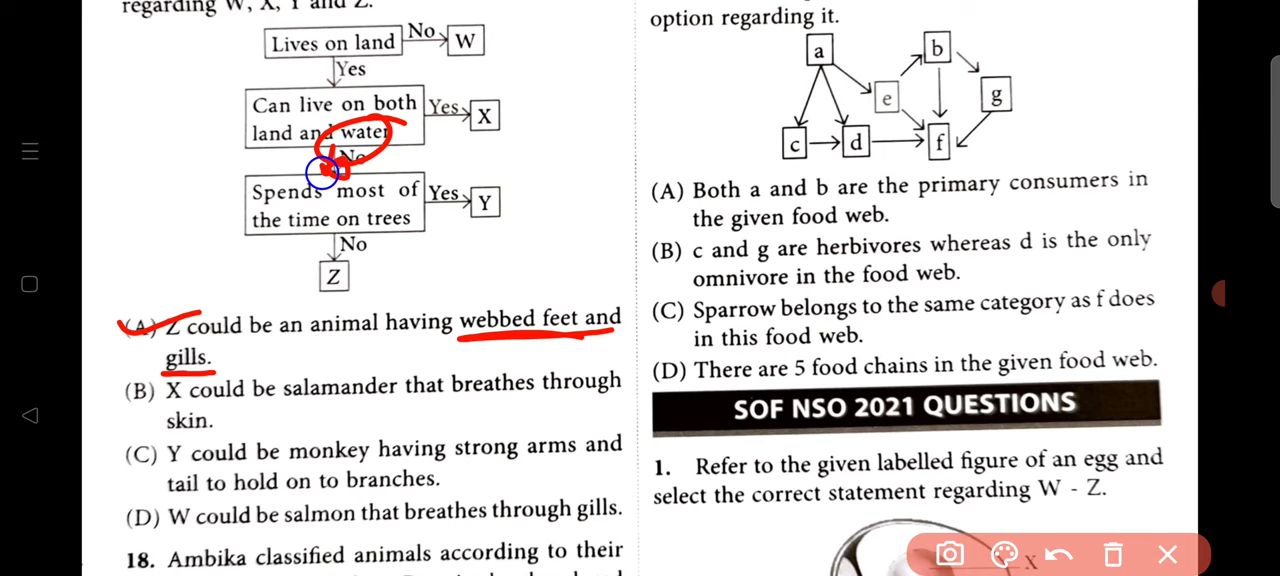 regarding W, X, Y and Z.
Lives on land
No
W
Yes
Can live on both
land and water
Yes
X
No
Spends most of
the time on trees
Yes
Y
No
Z
(A) Z could be an animal having webbed feet and
gills.
(B) X could be salamander that breathes through
skin.
(C) Y could be monkey having strong arms and
tail to hold on to branches.
(D) W could be salmon that breathes through gills.
18. Ambika classified animals according to their
option regarding it.
a
b
e
g
c
d
f
(A) Both a and b are the primary consumers in
the given food web.
(B) c and g are herbivores whereas d is the only
omnivore in the food web.
(C) Sparrow belongs to the same category as f does
in this food web.
(D) There are 5 food chains in the given food web.
SOF NSO 2021 QUESTIONS
1. Refer to the given labelled figure of an egg and
select the correct statement regarding W - Z.
X